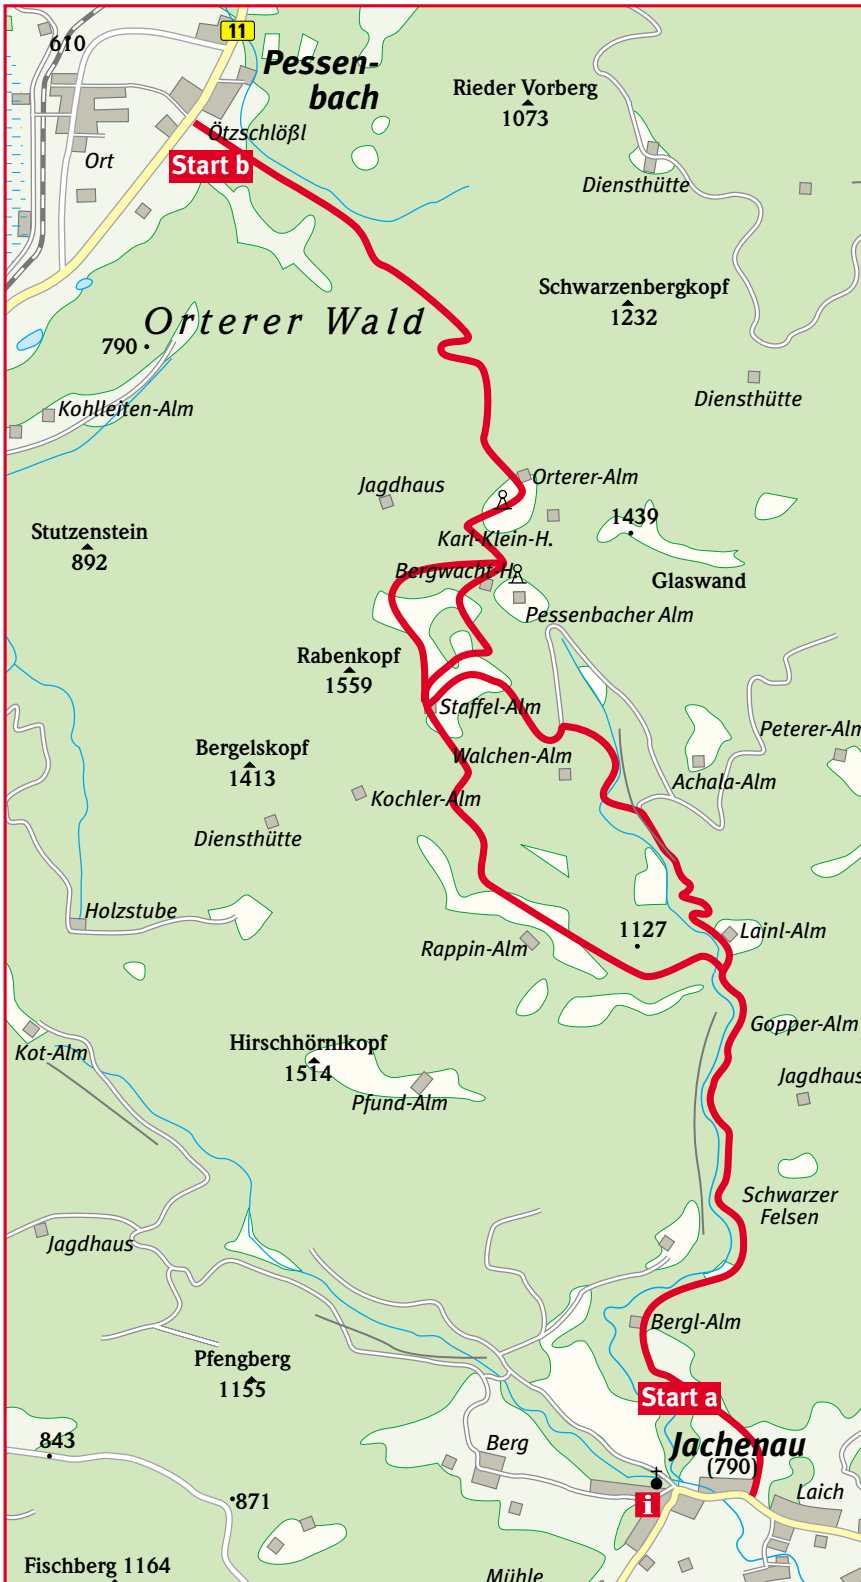 11
610
Pessen-
bach
Rieder Vorberg
1073
Ötzschlößl
Ort
Start b
Diensthütte
Schwarzenbergkopf
1232
Orterer Wald
790
Diensthütte
Kohlleiten-Alm
Jagdhaus
Orterer-Alm
1439
Stutzenstein
892
Karl-Klein-H.
Bergwacht-H.
Glaswand
Pessenbacher Alm
Rabenkopf
1559
Staffel-Alm
Peterer-Alm
Bergelskopf
1413
Walchen-Alm
Achala-Alm
Kochler-Alm
Diensthütte
Holzstube
Rappin-Alm
1127
Lainl-Alm
Gopper-Alm
Kot-Alm
Hirschhörnlkopf
1514
Pfund-Alm
Jagdhaus
Schwarzer
Felsen
Jagdhaus
Bergl-Alm
Pfengberg
1155
Start a
843
Berg
Jachenau
(790)
Laich
871
i
Fischberg 1164
Mühle